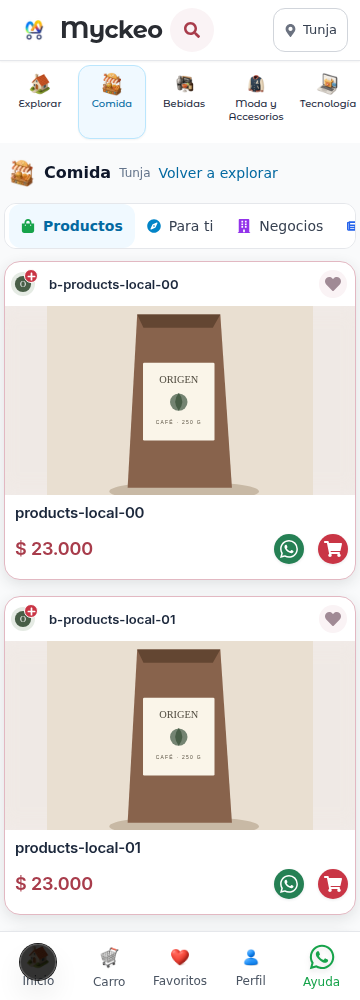 Myckeo
Tunja
Explorar
Comida
Bebidas
Moda y
Accesorios
Tecnología
Comida Tunja Volver a explorar
Productos
Para ti
Negocios
b-products-local-00
ORIGEN
CAFÉ · 250 G
products-local-00
$ 23.000
b-products-local-01
ORIGEN
CAFÉ · 250 G
products-local-01
$ 23.000
Inicio
Carro
Favoritos
Perfil
Ayuda